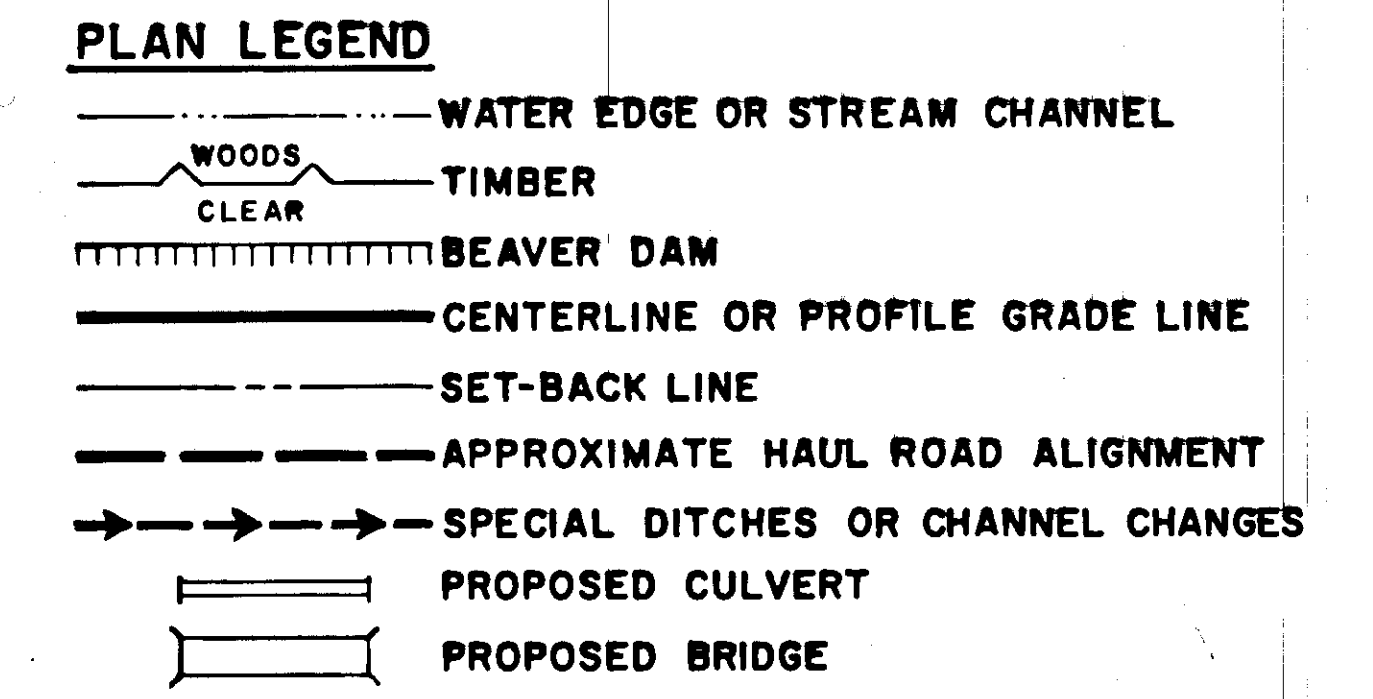 PLAN LEGEND
WATER EDGE OR STREAM CHANNEL
WOODS
TIMBER
CLEAR
BEAVER DAM
CENTERLINE OR PROFILE GRADE LINE
SET-BACK LINE
APPROXIMATE HAUL ROAD ALIGNMENT
SPECIAL DITCHES OR CHANNEL CHANGES
PROPOSED CULVERT
PROPOSED BRIDGE